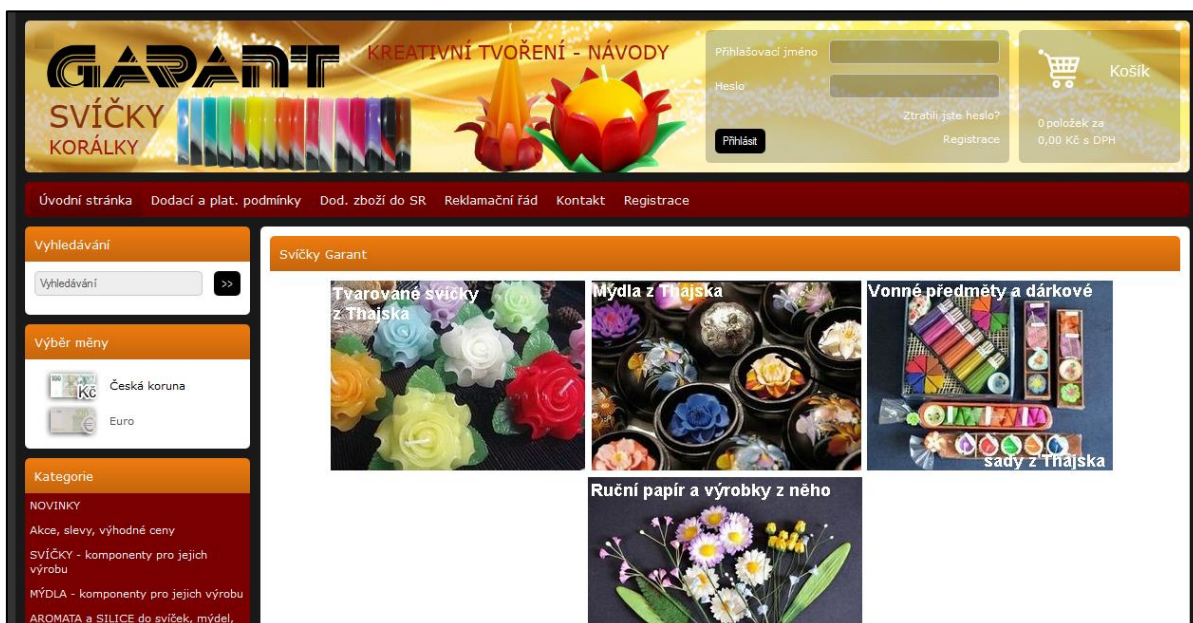 GARANT
KREATIVNÍ TVOŘENÍ - NÁVODY
SVÍČKY
KORÁLKY
Přihlašovací jméno
Heslo
Ztratili jste heslo?
Přihlásit
Registrace
Košík
0 položek za
0,00 Kč s DPH
Úvodní stránka Dodací a plat. podmínky Dod. zboží do SR Reklamační řád Kontakt Registrace
Vyhledávání
Vyhledávání >>
Výběr měny
Kč Česká koruna
€ Euro
Kategorie
NOVINKY
Akce, slevy, výhodné ceny
SVÍČKY - komponenty pro jejich
výrobu
MÝDLA - komponenty pro jejich výrobu
AROMATA a SILICE do svíček, mýdel,
Svíčky Garant
Tvarované svíčky
z Thajska
Mýdla z Thajska
Vonné předměty a dárkové
sady z Thajska
Ruční papír a výrobky z něho